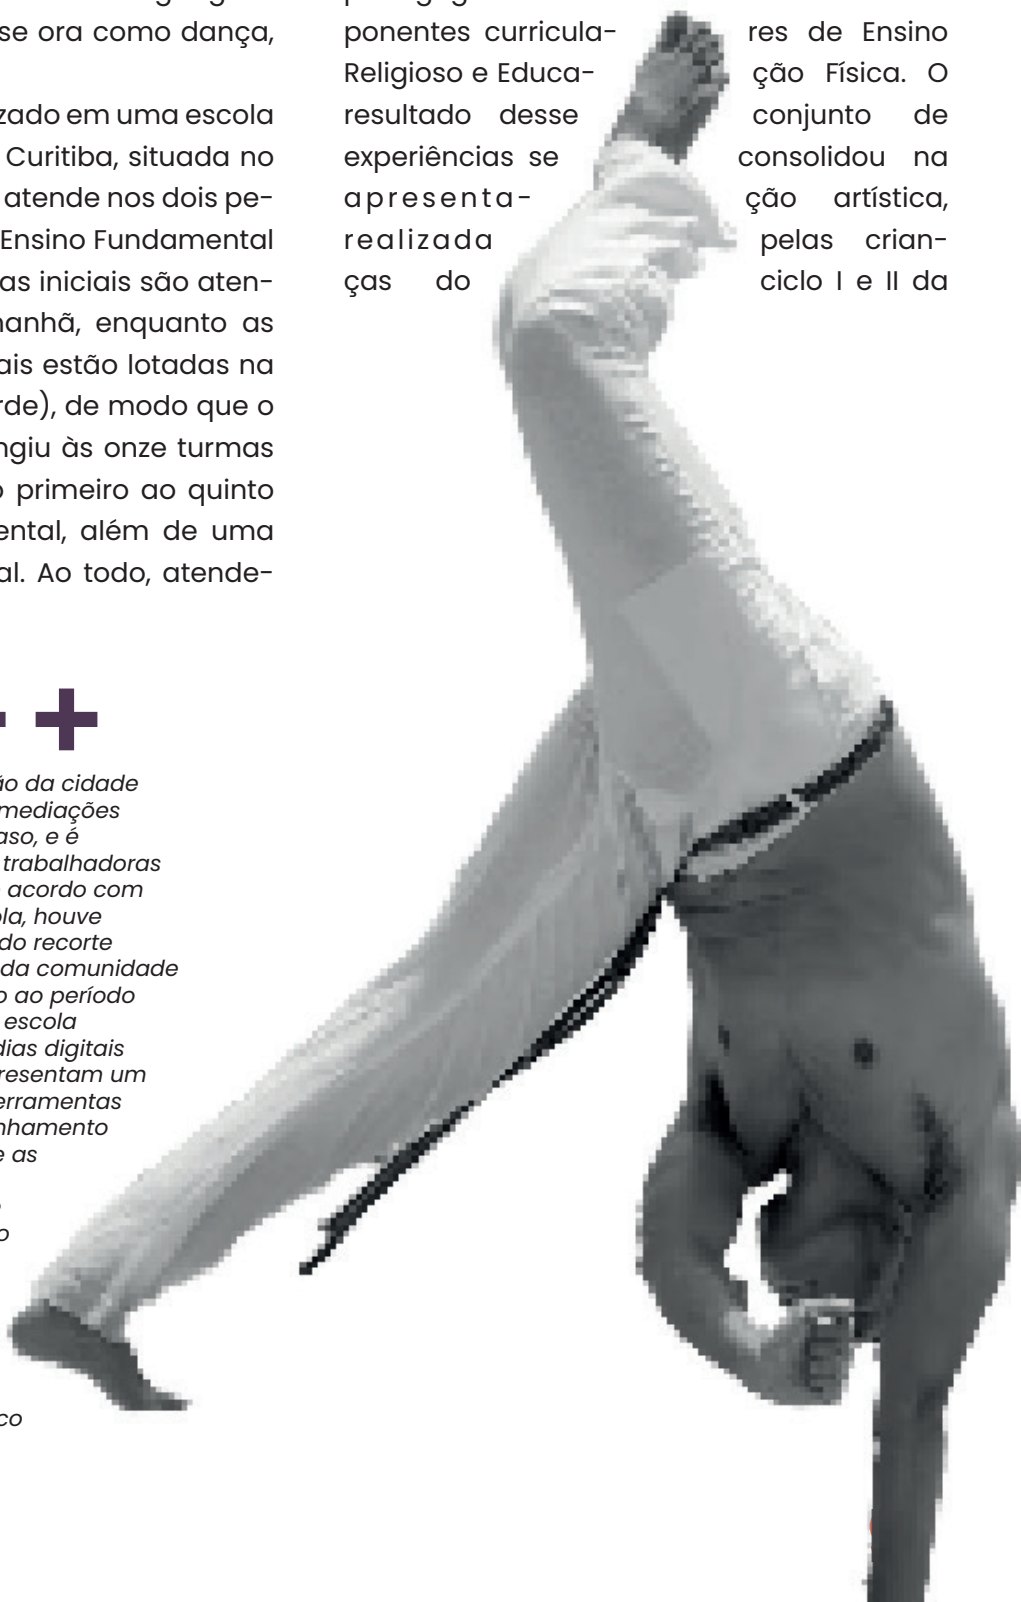 se ora como dança,
zado em uma escola
Curitiba, situada no
atende nos dois pe-
Ensino Fundamental
as iniciais são aten-
nanhã, enquanto as
ais estão lotadas na
rde), de modo que o
ngiu às onze turmas
o primeiro ao quinto
ental, além de uma
al. Ao todo, atende-
ão da cidade
mediações
aso, e é
trabalhadoras
acordo com
ola, houve
do recorte
da comunidade
o ao período
escola
dias digitais
resentam um
erramentas
nhamento
e as
o
co
ponentes curricula- res de Ensino
Religioso e Educa- ção Física. O
resultado desse conjunto de
experiências se consolidou na
apresenta- ção artística,
realizada pelas crian-
ças do ciclo I e II da